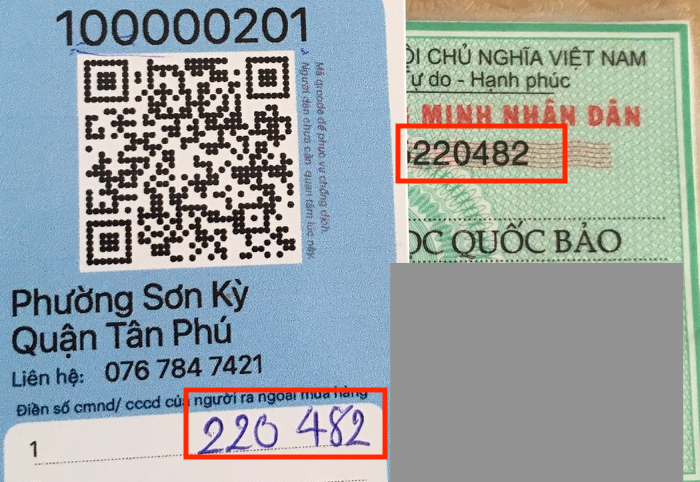 100000201
Mã qrcode để phục vụ chống dịch.
Người dân chưa cần quan tâm lúc này.
Phường Sơn Kỳ
Quận Tân Phú
Liên hệ: 076 784 7421
Điền số cmnd/ cccd của người ra ngoài mua hàng
1 220 482
ỘI CHỦ NGHĨA VIỆT NAM
ự do - Hạnh phúc
MINH NHÂN DÂN
220482
ỌC QUỐC BẢO